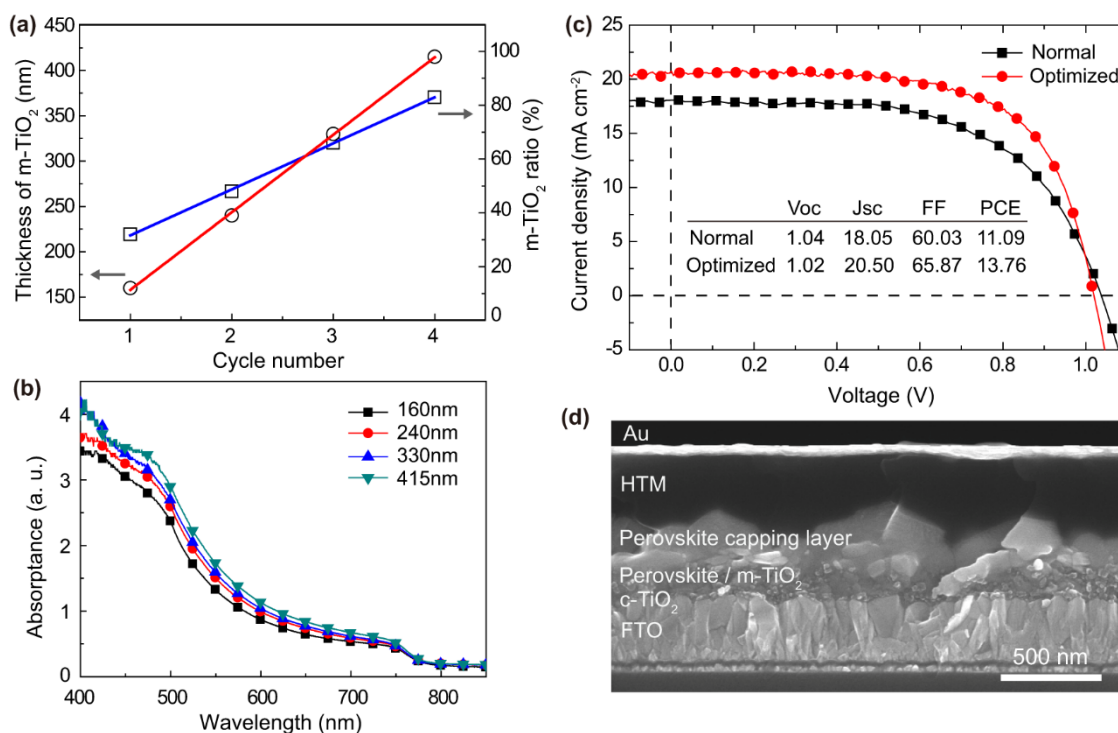 (a)
450
400
350
300
250
200
150
Thickness of m-TiO₂ (nm)
100
80
60
40
20
0
m-TiO₂ ratio (%)
1 2 3 4
Cycle number
(b)
4
3
2
1
0
Absorptance (a. u.)
160nm
240nm
330nm
415nm
400 500 600 700 800
Wavelength (nm)
(c)
25
20
15
10
5
0
-5
Current density (mA cm⁻²)
Normal
Optimized
Voc Jsc FF PCE
Normal 1.04 18.05 60.03 11.09
Optimized 1.02 20.50 65.87 13.76
0.0 0.2 0.4 0.6 0.8 1.0
Voltage (V)
(d)
Au
HTM
Perovskite capping layer
Perovskite / m-TiO₂
c-TiO₂
FTO
500 nm